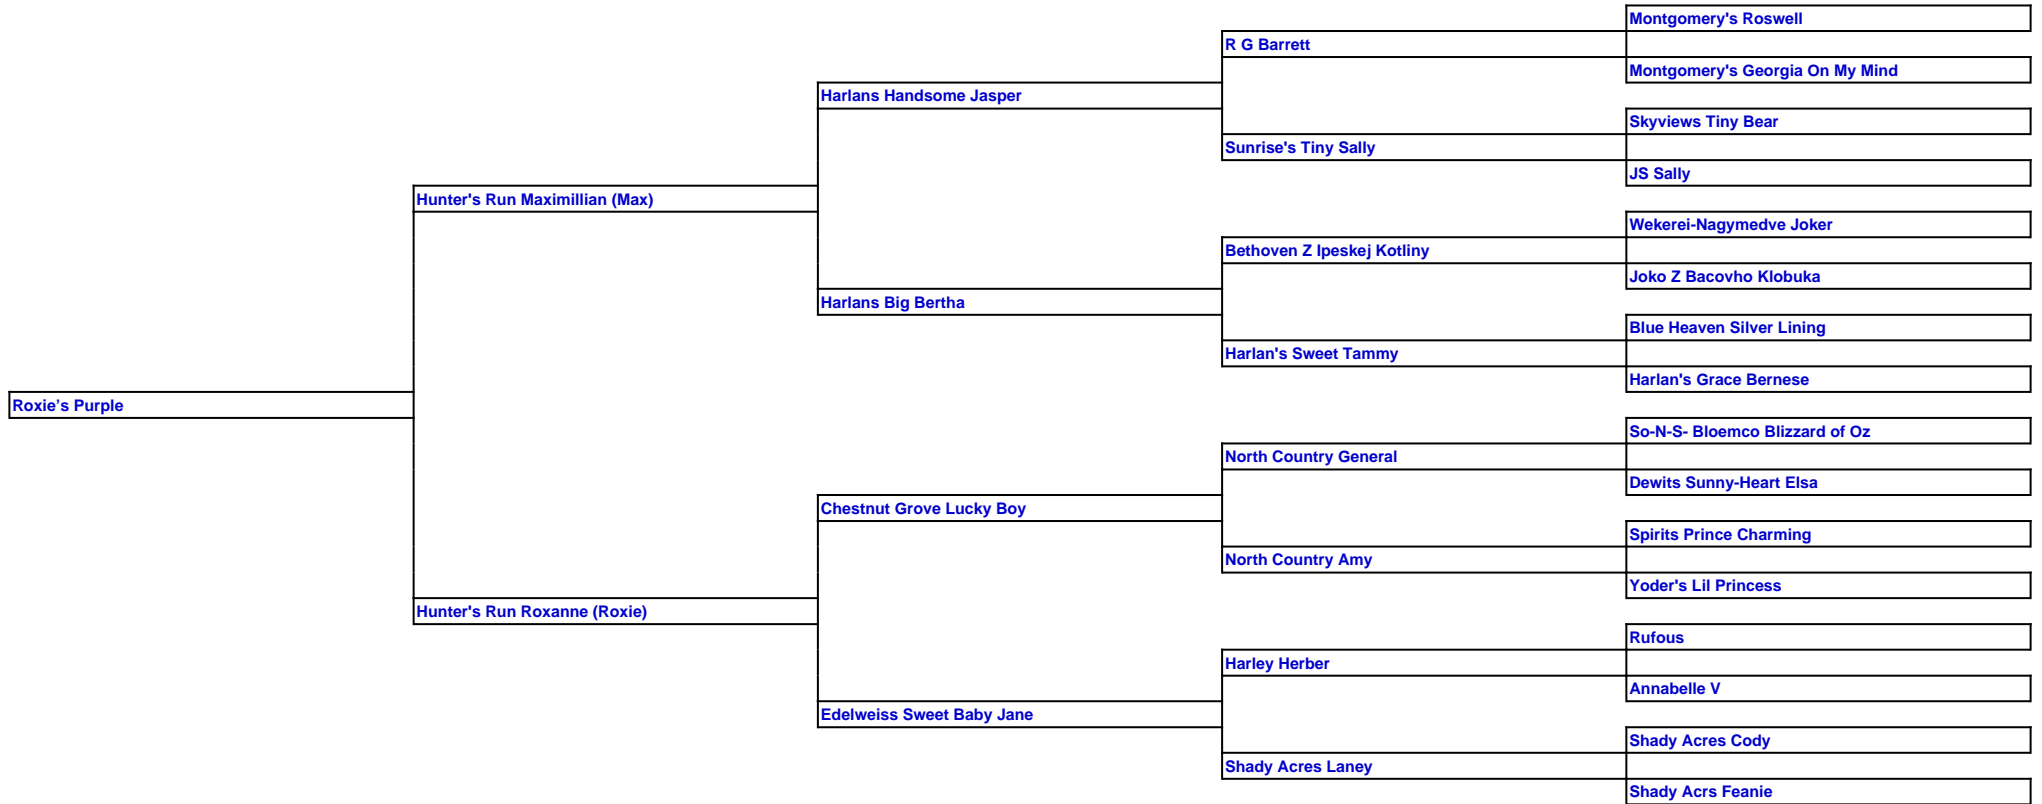 Montgomery's Roswell
R G Barrett
Montgomery's Georgia On My Mind
Harlans Handsome Jasper
Skyviews Tiny Bear
Sunrise's Tiny Sally
JS Sally
Hunter's Run Maximillian (Max)
Wekerei-Nagymedve Joker
Bethoven Z Ipeskej Kotliny
Joko Z Bacovho Klobuka
Harlans Big Bertha
Blue Heaven Silver Lining
Harlan's Sweet Tammy
Harlan's Grace Bernese
Roxie’s Purple
So-N-S- Bloemco Blizzard of Oz
North Country General
Dewits Sunny-Heart Elsa
Chestnut Grove Lucky Boy
Spirits Prince Charming
North Country Amy
Yoder's Lil Princess
Hunter's Run Roxanne (Roxie)
Rufous
Harley Herber
Annabelle V
Edelweiss Sweet Baby Jane
Shady Acres Cody
Shady Acres Laney
Shady Acrs Feanie